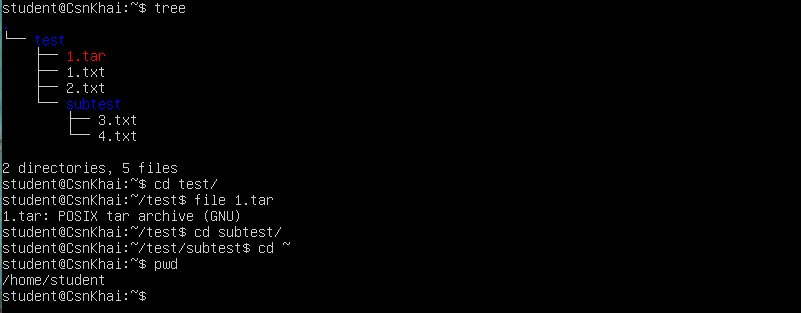 student@CsnKhai:~$ tree
.
└── test
    ├── 1.tar
    ├── 1.txt
    ├── 2.txt
    └── subtest
        ├── 3.txt
        └── 4.txt

2 directories, 5 files
student@CsnKhai:~$ cd test/
student@CsnKhai:~/test$ file 1.tar
1.tar: POSIX tar archive (GNU)
student@CsnKhai:~/test$ cd subtest/
student@CsnKhai:~/test/subtest$ cd ~
student@CsnKhai:~$ pwd
/home/student
student@CsnKhai:~$